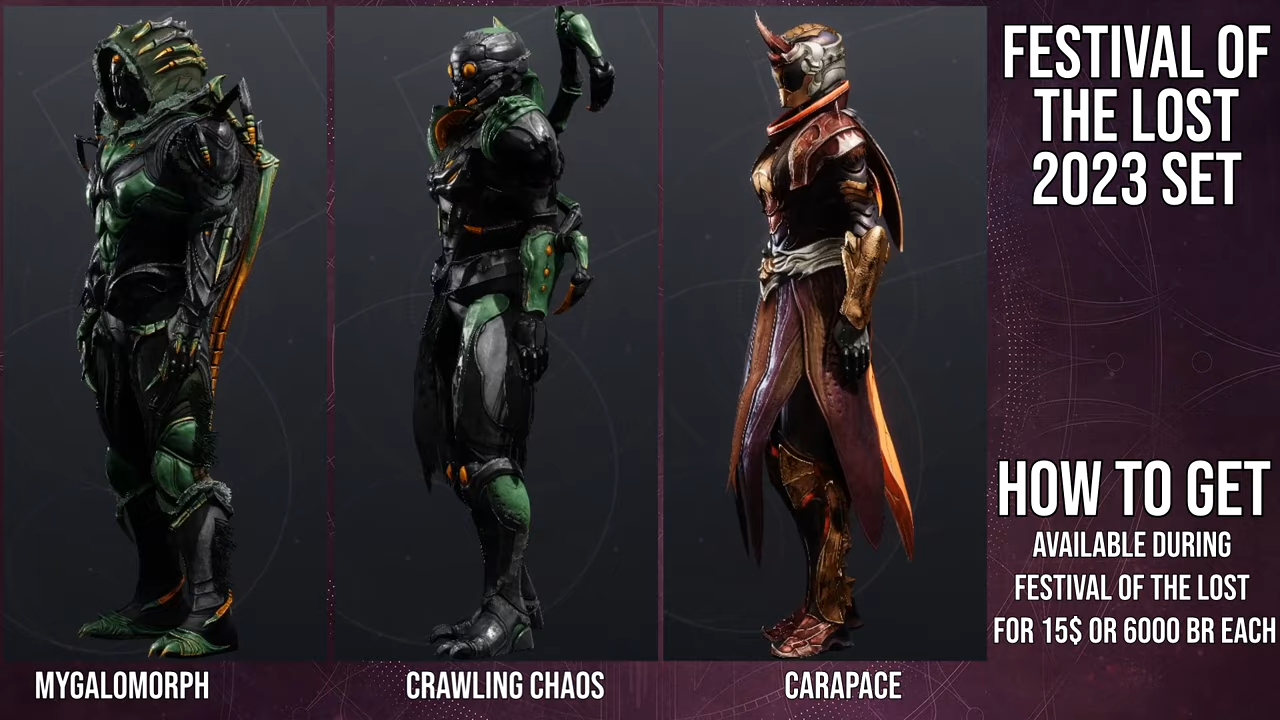 FESTIVAL OF
THE LOST
2023 SET
HOW TO GET
AVAILABLE DURING
FESTIVAL OF THE LOST
FOR 15$ OR 6000 BR EACH
MYGALOMORPH
CRAWLING CHAOS
CARAPACE